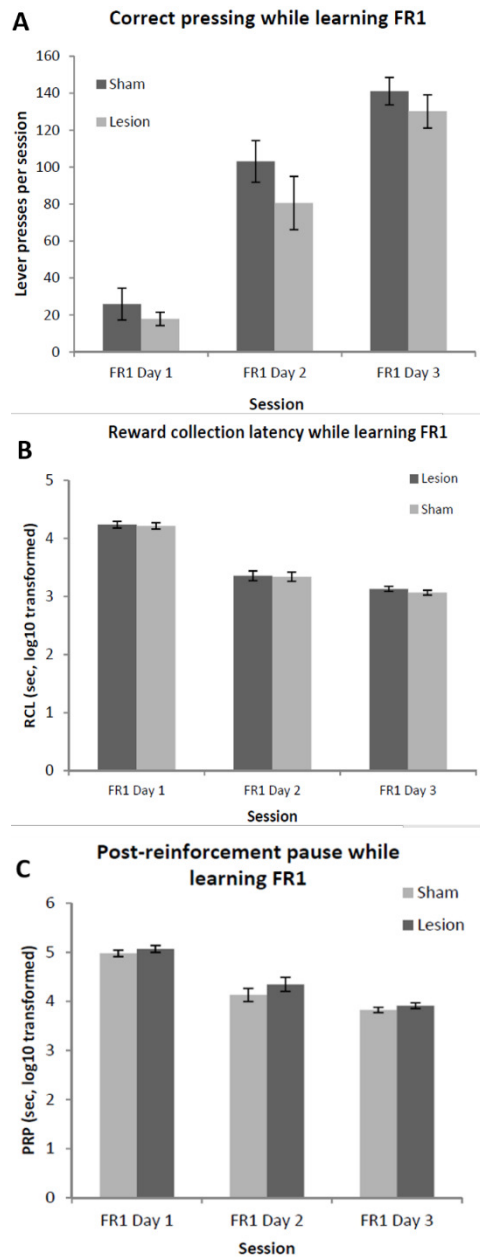 A
Correct pressing while learning FR1
Lever presses per session
160
140
120
100
80
60
40
20
0
Sham
Lesion
FR1 Day 1
FR1 Day 2
FR1 Day 3
Session
B
Reward collection latency while learning FR1
RCL (sec, log10 transformed)
5
4
3
2
1
0
Lesion
Sham
FR1 Day 1
FR1 Day 2
FR1 Day 3
Session
C
Post-reinforcement pause while
learning FR1
PRP (sec, log10 transformed)
6
5
4
3
2
1
0
Sham
Lesion
FR1 Day 1
FR1 Day 2
FR1 Day 3
Session